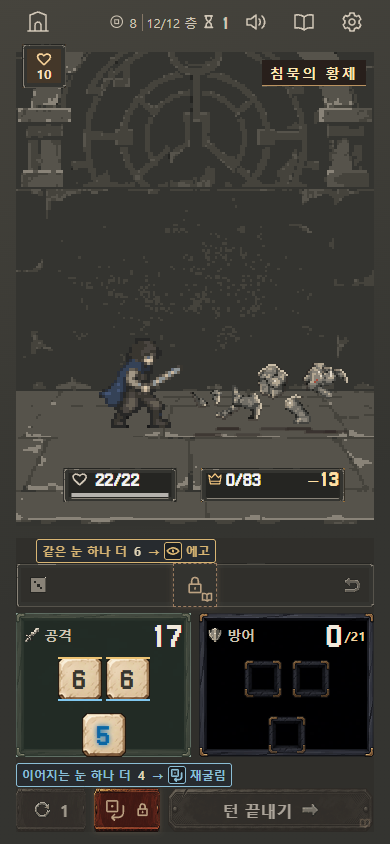 8 12/12 층 1
10
침묵의 황제
22/22
0/83 -13
같은 눈 하나 더 6 → 에고
공격 17
방어 0/21
6 6
5
이어지는 눈 하나 더 4 → 재굴림
1
턴 끝내기 ➡